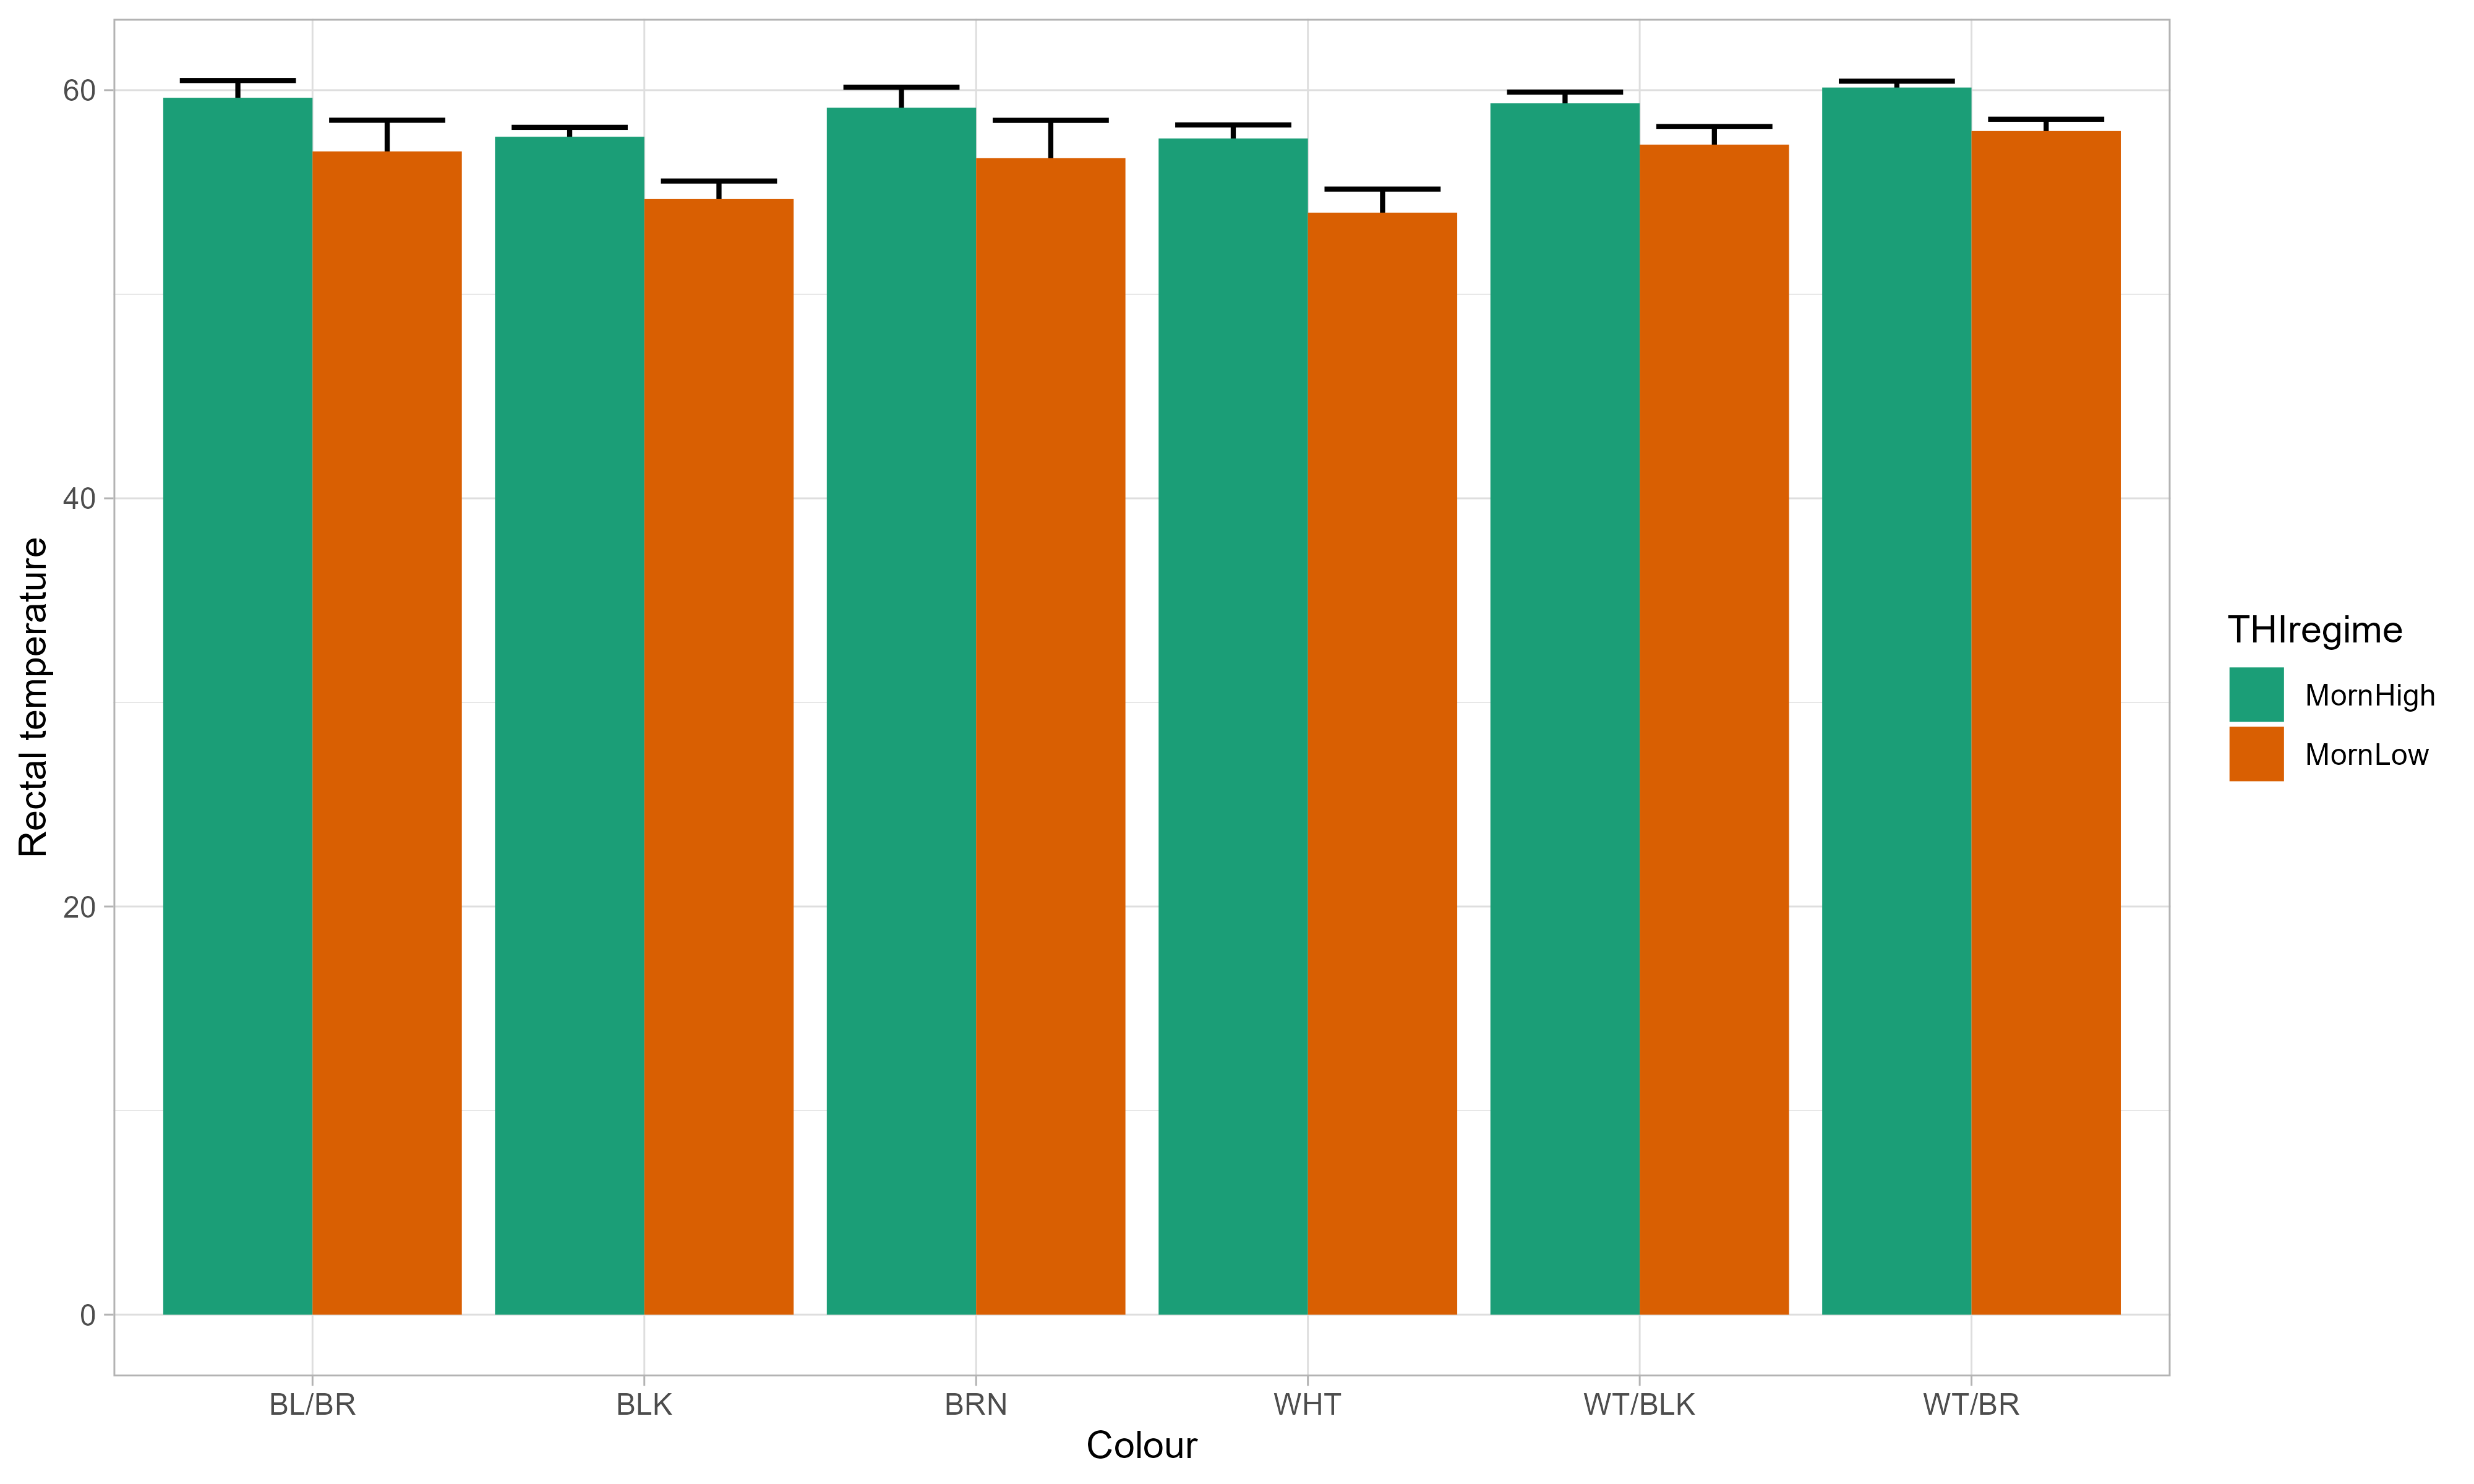 60
40
20
0
Rectal temperature
BL/BR
BLK
BRN
WHT
WT/BLK
WT/BR
Colour
THIregime
MornHigh
MornLow